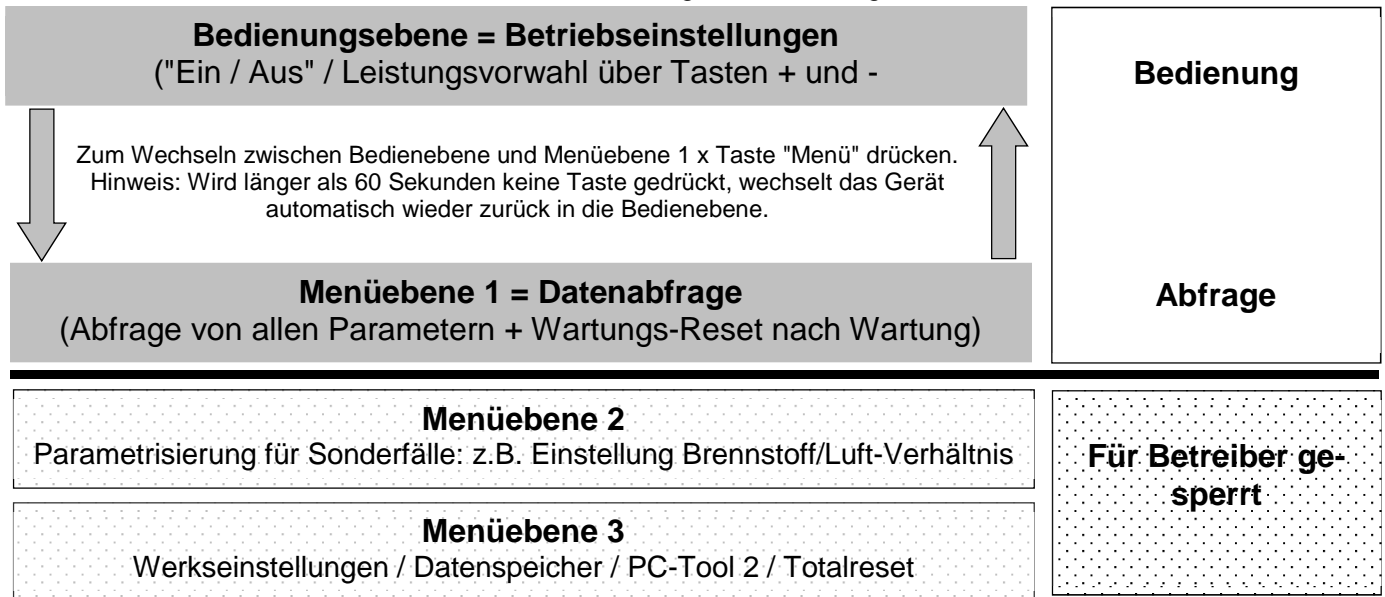 Bedienungsebene = Betriebseinstellungen
("Ein / Aus" / Leistungsvorwahl über Tasten + und -
Bedienung
Zum Wechseln zwischen Bedienebene und Menüebene 1 x Taste "Menü" drücken.
Hinweis: Wird länger als 60 Sekunden keine Taste gedrückt, wechselt das Gerät
automatisch wieder zurück in die Bedienebene.
Menüebene 1 = Datenabfrage
(Abfrage von allen Parametern + Wartungs-Reset nach Wartung)
Abfrage
Menüebene 2
Parametrisierung für Sonderfälle: z.B. Einstellung Brennstoff/Luft-Verhältnis
Für Betreiber ge-
sperrt
Menüebene 3
Werkseinstellungen / Datenspeicher / PC-Tool 2 / Totalreset